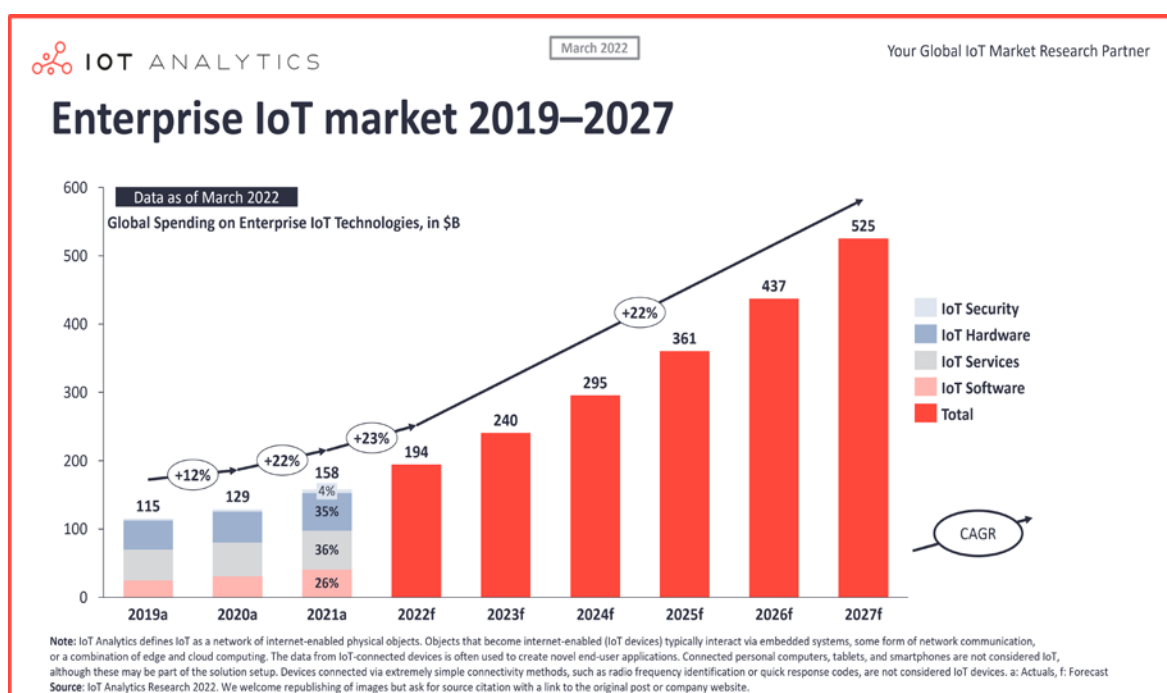 IOT ANALYTICS
March 2022
Your Global IoT Market Research Partner
Enterprise IoT market 2019–2027
Data as of March 2022
Global Spending on Enterprise IoT Technologies, in $B
600
500
400
300
200
100
0
115
129
158
194
240
295
361
437
525
+12%
+22%
+23%
+22%
4%
35%
36%
26%
2019a
2020a
2021a
2022f
2023f
2024f
2025f
2026f
2027f
IoT Security
IoT Hardware
IoT Services
IoT Software
Total
CAGR
Note: IoT Analytics defines IoT as a network of internet-enabled physical objects. Objects that become internet-enabled (IoT devices) typically interact via embedded systems, some form of network communication,
or a combination of edge and cloud computing. The data from IoT-connected devices is often used to create novel end-user applications. Connected personal computers, tablets, and smartphones are not considered IoT,
although these may be part of the solution setup. Devices connected via extremely simple connectivity methods, such as radio frequency identification or quick response codes, are not considered IoT devices. a: Actuals, f: Forecast
Source: IoT Analytics Research 2022. We welcome republishing of images but ask for source citation with a link to the original post or company website.